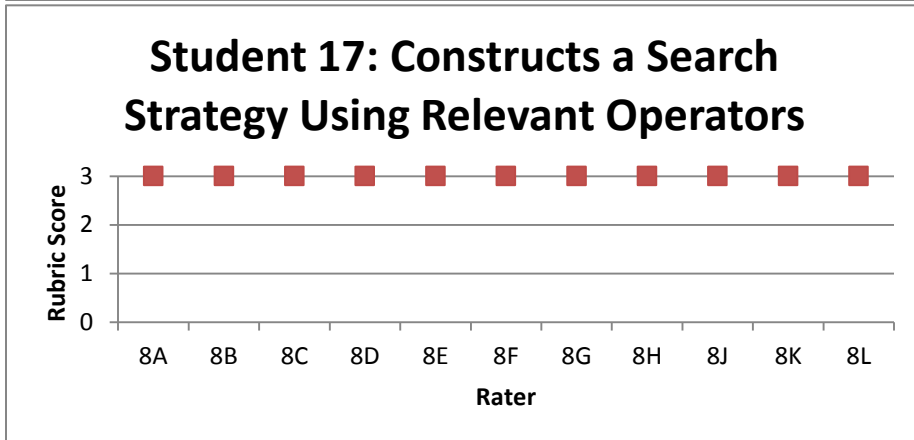 Student 17: Constructs a Search
Strategy Using Relevant Operators
Rubric Score
3
2
1
0
8A 8B 8C 8D 8E 8F 8G 8H 8J 8K 8L
Rater